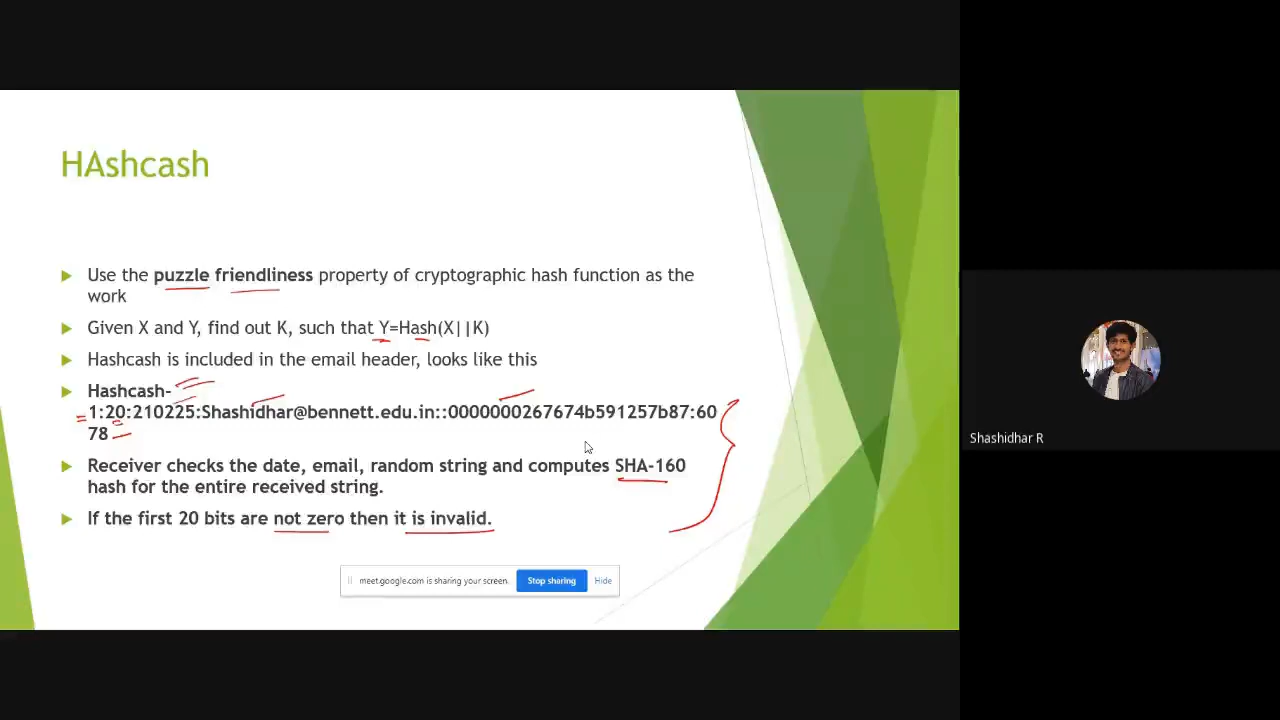 HAshcash
Use the puzzle friendliness property of cryptographic hash function as the
work
Given X and Y, find out K, such that Y=Hash(X||K)
Hashcash is included in the email header, looks like this
Hashcash-
1:20:210225:Shashidhar@bennett.edu.in::0000000267674b591257b87:60
78
Receiver checks the date, email, random string and computes SHA-160
hash for the entire received string.
If the first 20 bits are not zero then it is invalid.
meet.google.com is sharing your screen. Stop sharing Hide
Shashidhar R